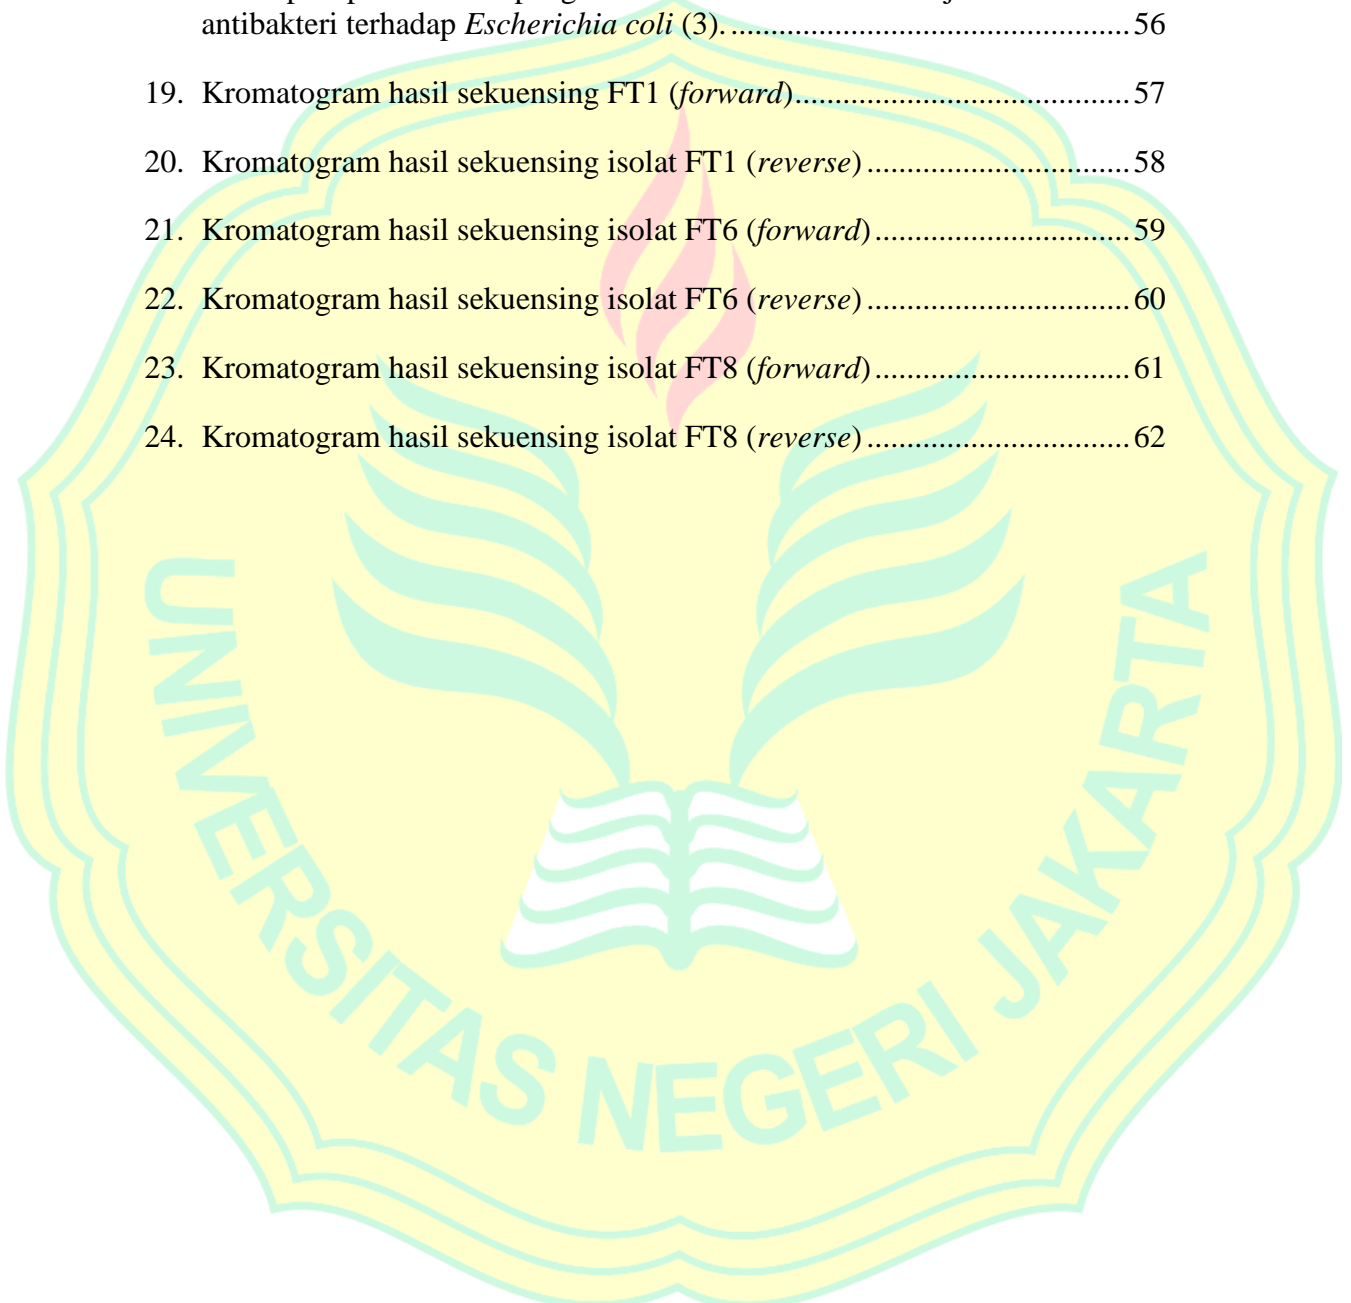 antibakteri terhadap Escherichia coli (3). ................................................ 56
19. Kromatogram hasil sekuensing FT1 (forward)........................................ 57
20. Kromatogram hasil sekuensing isolat FT1 (reverse) ............................... 58
21. Kromatogram hasil sekuensing isolat FT6 (forward) .............................. 59
22. Kromatogram hasil sekuensing isolat FT6 (reverse) ............................... 60
23. Kromatogram hasil sekuensing isolat FT8 (forward) .............................. 61
24. Kromatogram hasil sekuensing isolat FT8 (reverse) ............................... 62
UNIVERSITAS NEGERI JAKARTA